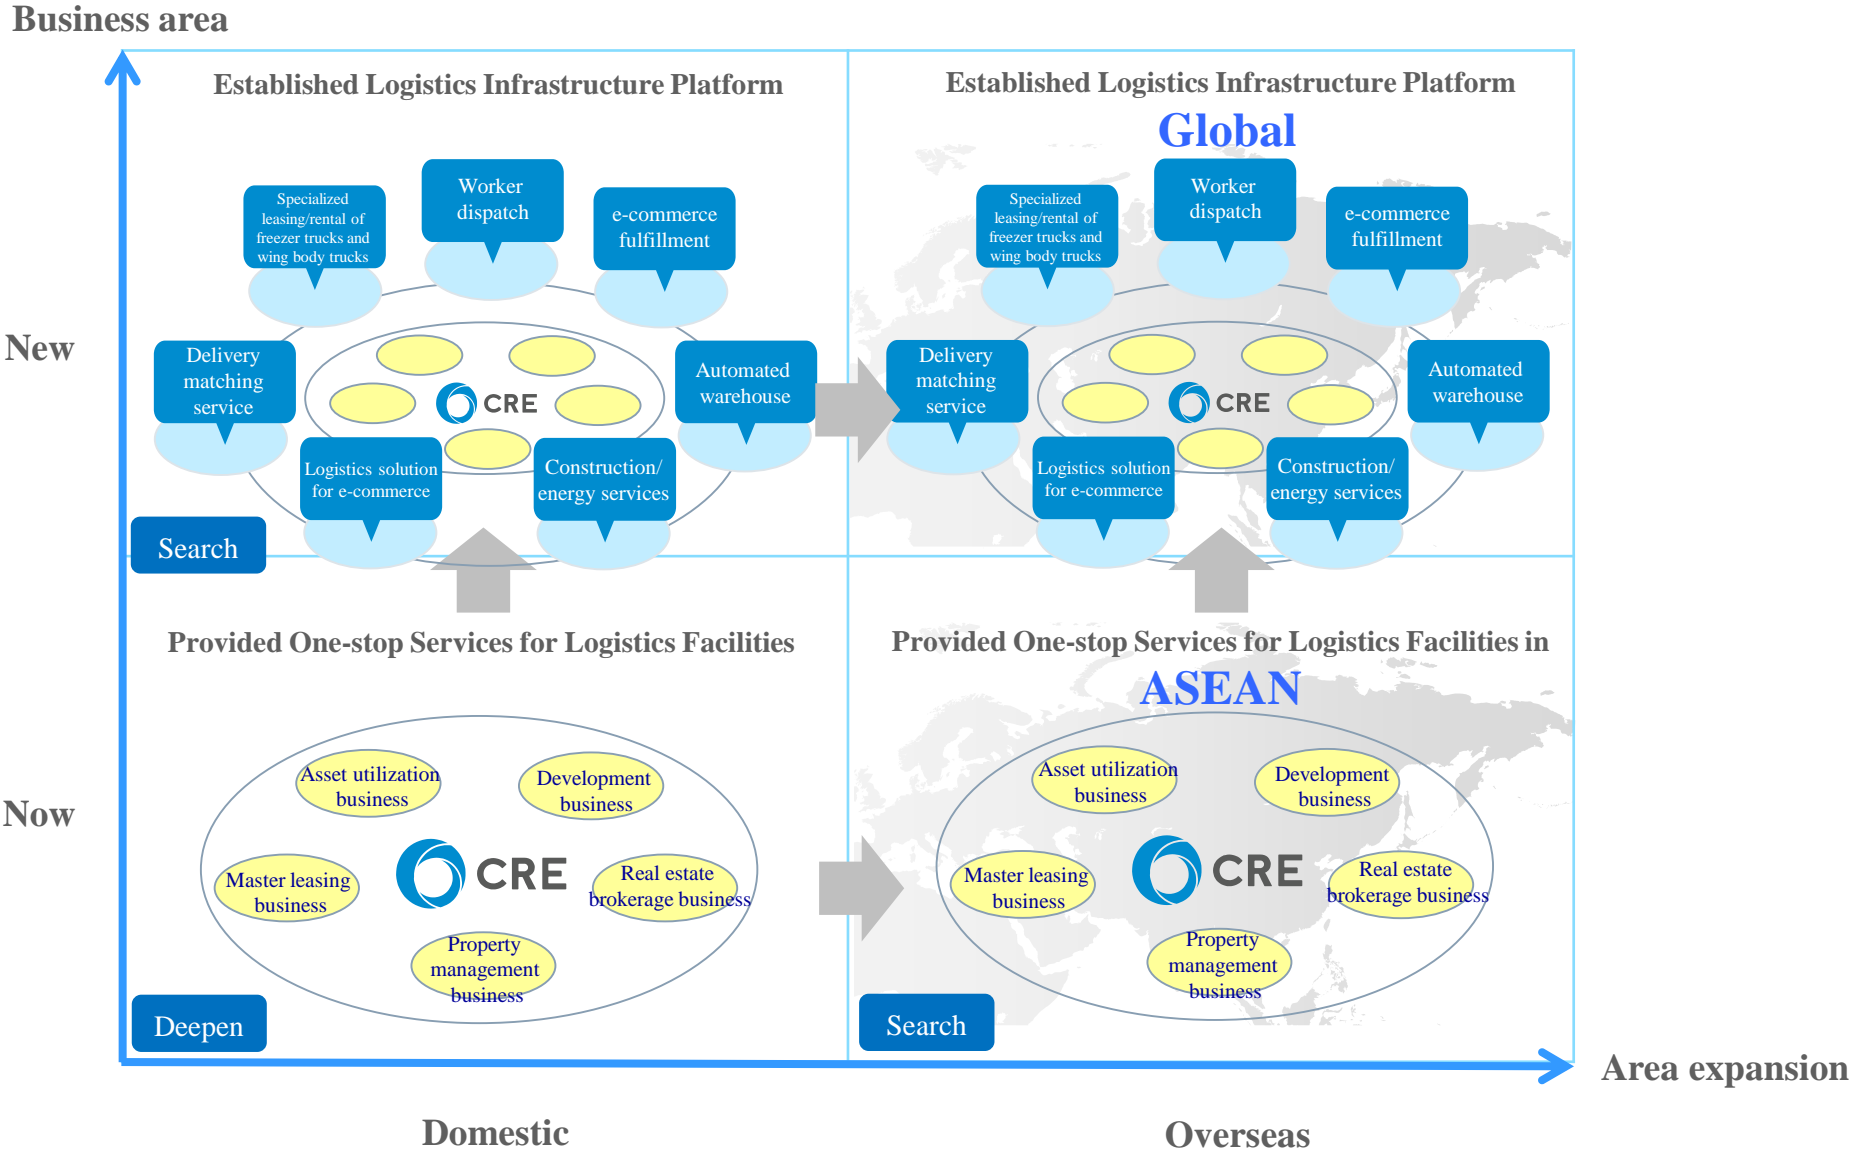 Business area
Established Logistics Infrastructure Platform
Specialized
leasing/rental of
freezer trucks and
wing body trucks
Worker
dispatch
e-commerce
fulfillment
New
Delivery
matching
service
CRE
Automated
warehouse
Logistics solution
for e-commerce
Construction/
energy services
Search
Established Logistics Infrastructure Platform
Global
Specialized
leasing/rental of
freezer trucks and
wing body trucks
Worker
dispatch
e-commerce
fulfillment
Delivery
matching
service
CRE
Automated
warehouse
Logistics solution
for e-commerce
Construction/
energy services
Provided One-stop Services for Logistics Facilities
Asset utilization
business
Development
business
Now
Master leasing
business
CRE
Real estate
brokerage business
Property
management
business
Deepen
Provided One-stop Services for Logistics Facilities in
ASEAN
Asset utilization
business
Development
business
Master leasing
business
CRE
Real estate
brokerage business
Property
management
business
Search
Area expansion
Domestic
Overseas